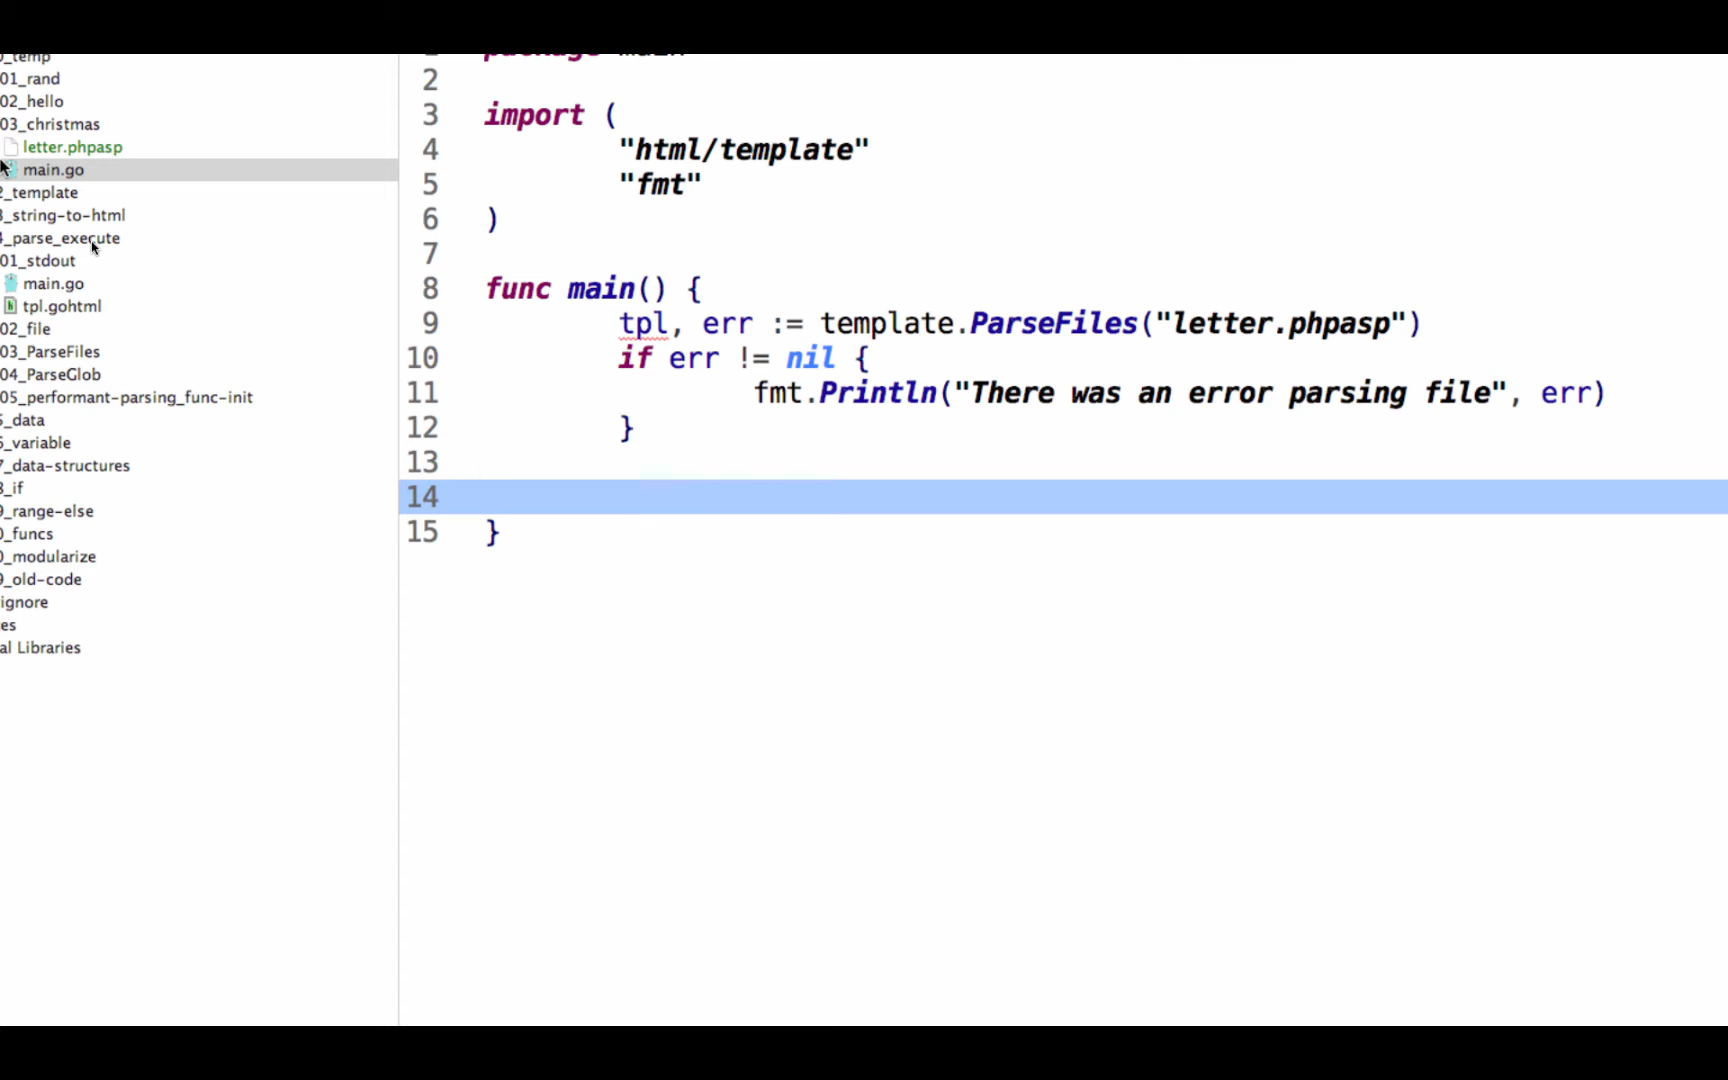 _temp
01_rand
02_hello
03_christmas
letter.phpasp
main.go
_template
_string-to-html
_parse_execute
01_stdout
main.go
tpl.gohtml
02_file
03_ParseFiles
04_ParseGlob
05_performant-parsing_func-init
_data
_variable
_data-structures
_if
_range-else
_funcs
_modularize
_old-code
ignore
es
al Libraries
1 package main
2
3 import (
4 "html/template"
5 "fmt"
6 )
7
8 func main() {
9 tpl, err := template.ParseFiles("letter.phpasp")
10 if err != nil {
11 fmt.Println("There was an error parsing file", err)
12 }
13
14
15 }